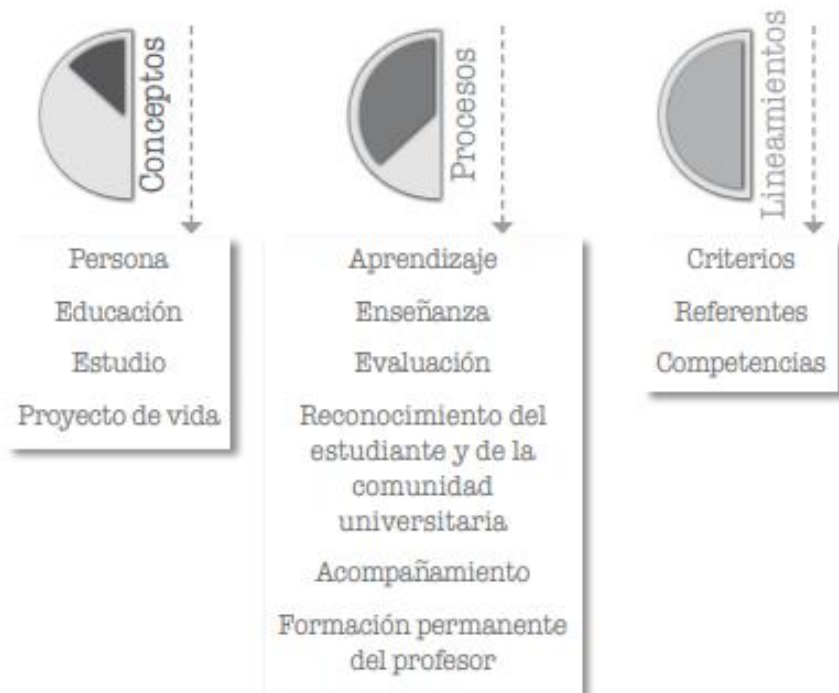 Conceptos
Persona
Educación
Estudio
Proyecto de vida
Procesos
Aprendizaje
Enseñanza
Evaluación
Reconocimiento del
estudiante y de la
comunidad
universitaria
Acompañamiento
Formación permanente
del profesor
Lineamientos
Criterios
Referentes
Competencias